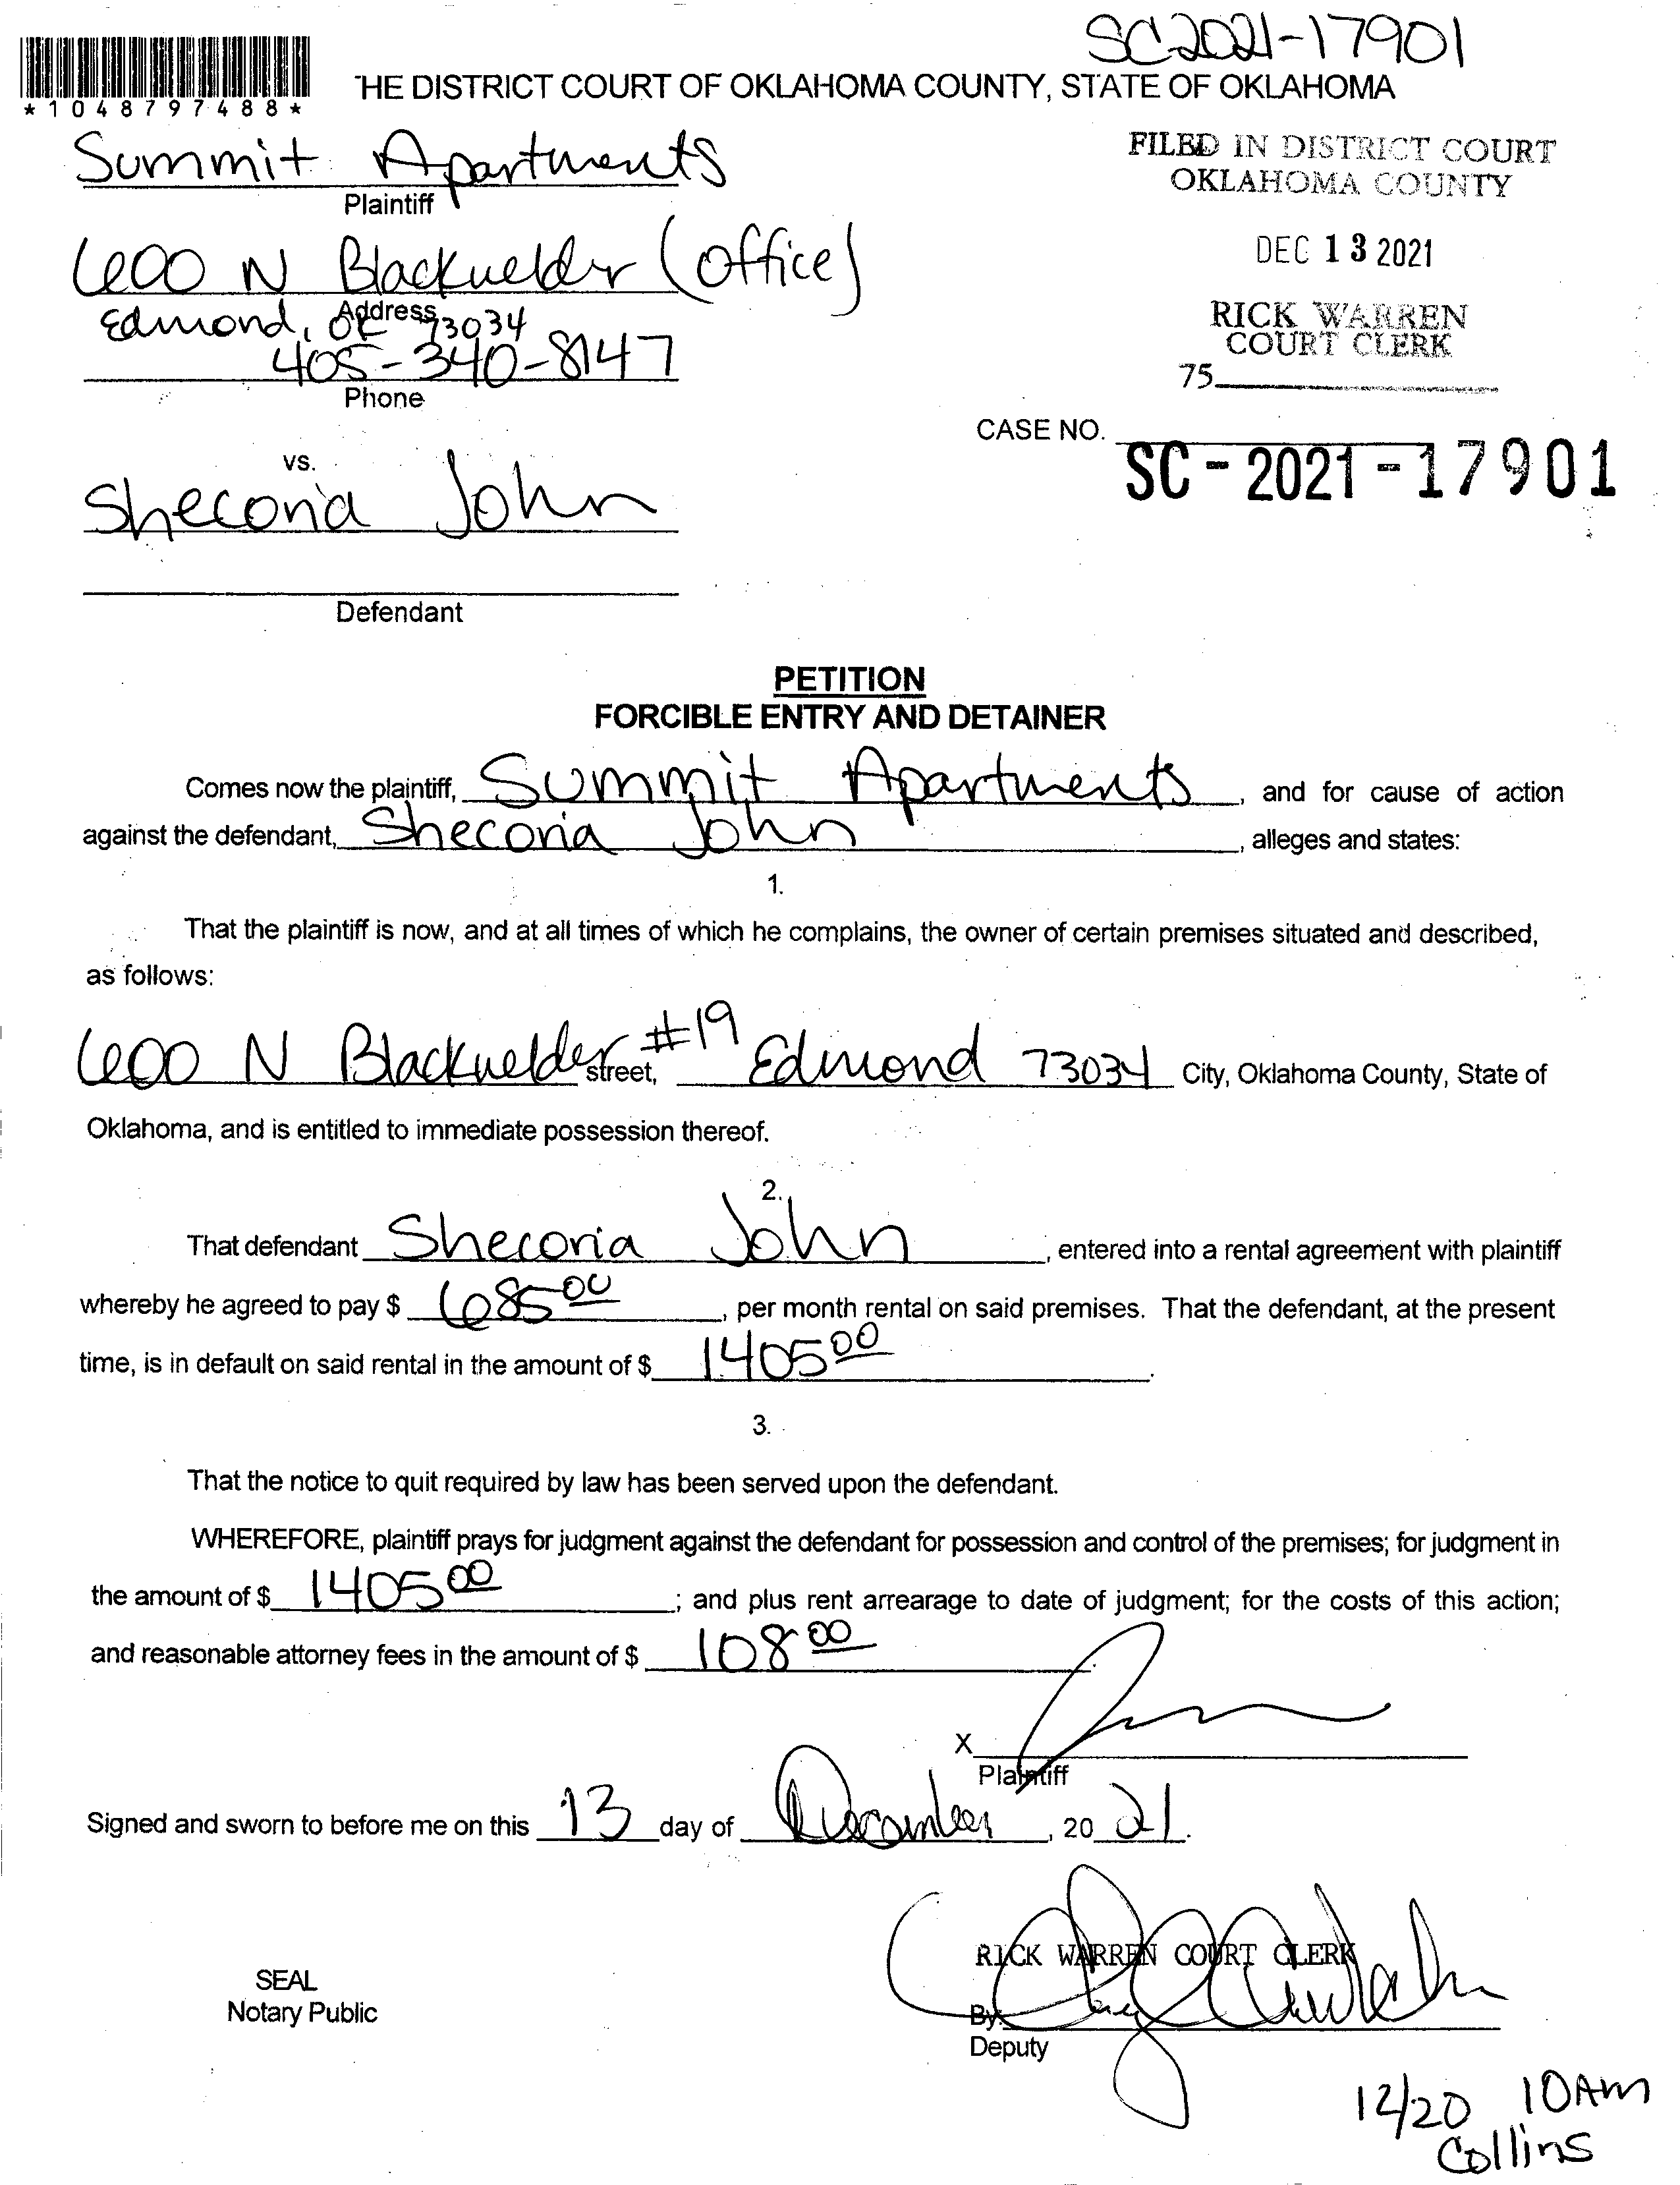 SC2021-17901
*1048797488*
THE DISTRICT COURT OF OKLAHOMA COUNTY, STATE OF OKLAHOMA
Summit Apartments
Plaintiff
FILED IN DISTRICT COURT
OKLAHOMA COUNTY
600 N Blackwelder (office)
Address
DEC 13 2021
Edmond, OK 73034
RICK WARREN
COURT CLERK
405-340-8147
Phone
75
CASE NO.
SC-2021-17901
vs.
Shecoria John
Defendant
PETITION
FORCIBLE ENTRY AND DETAINER
Comes now the plaintiff, Summit Apartments, and for cause of action
against the defendant, Shecoria John, alleges and states:
1.
That the plaintiff is now, and at all times of which he complains, the owner of certain premises situated and described,
as follows:
600 N Blackwelder street, #19 Edmond 73034 City, Oklahoma County, State of
Oklahoma, and is entitled to immediate possession thereof.
2.
That defendant Shecoria John, entered into a rental agreement with plaintiff
whereby he agreed to pay $ 685 00, per month rental on said premises. That the defendant, at the present
time, is in default on said rental in the amount of $ 1405 00.
3.
That the notice to quit required by law has been served upon the defendant.
WHEREFORE, plaintiff prays for judgment against the defendant for possession and control of the premises; for judgment in
the amount of $ 1405 00; and plus rent arrearage to date of judgment; for the costs of this action;
and reasonable attorney fees in the amount of $ 108 00.
X
Plaintiff
Signed and sworn to before me on this 13 day of December, 20 21.
RICK WARREN COURT CLERK
SEAL
Notary Public
By:
Deputy
12/20 10AM
Collins